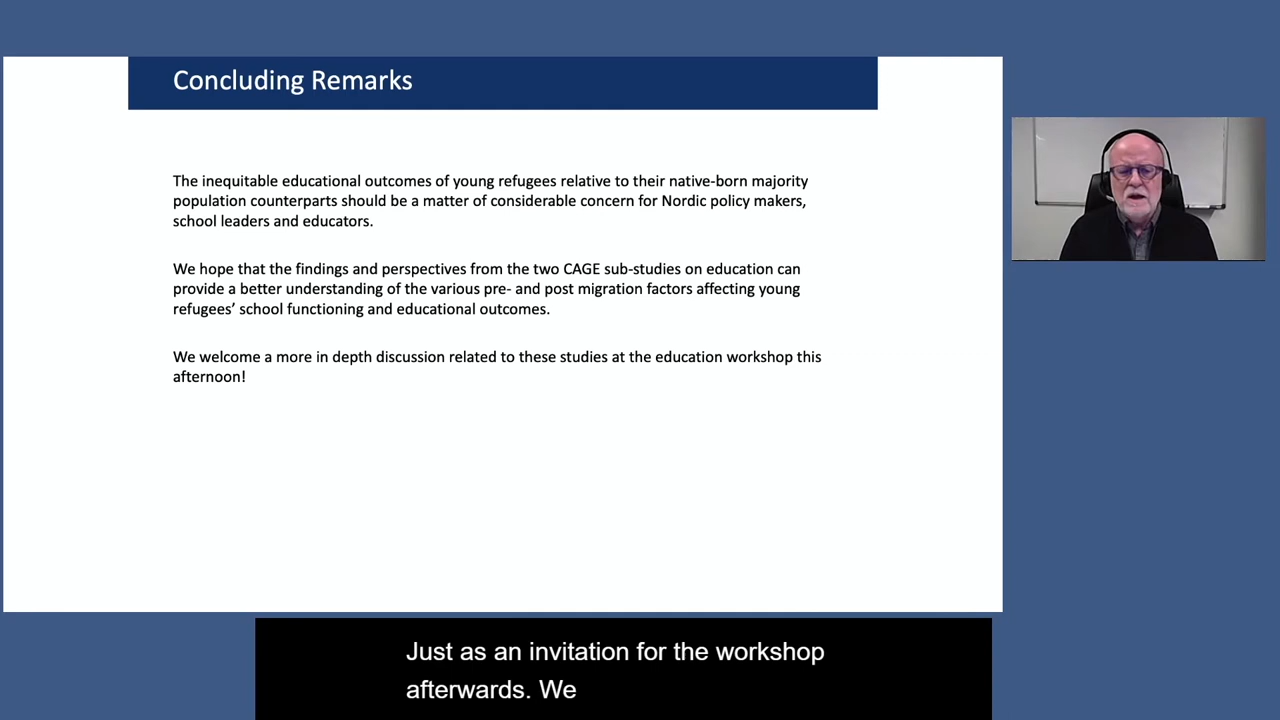 Concluding Remarks
The inequitable educational outcomes of young refugees relative to their native-born majority
population counterparts should be a matter of considerable concern for Nordic policy makers,
school leaders and educators.
We hope that the findings and perspectives from the two CAGE sub-studies on education can
provide a better understanding of the various pre- and post migration factors affecting young
refugees’ school functioning and educational outcomes.
We welcome a more in depth discussion related to these studies at the education workshop this
afternoon!
Just as an invitation for the workshop
afterwards. We